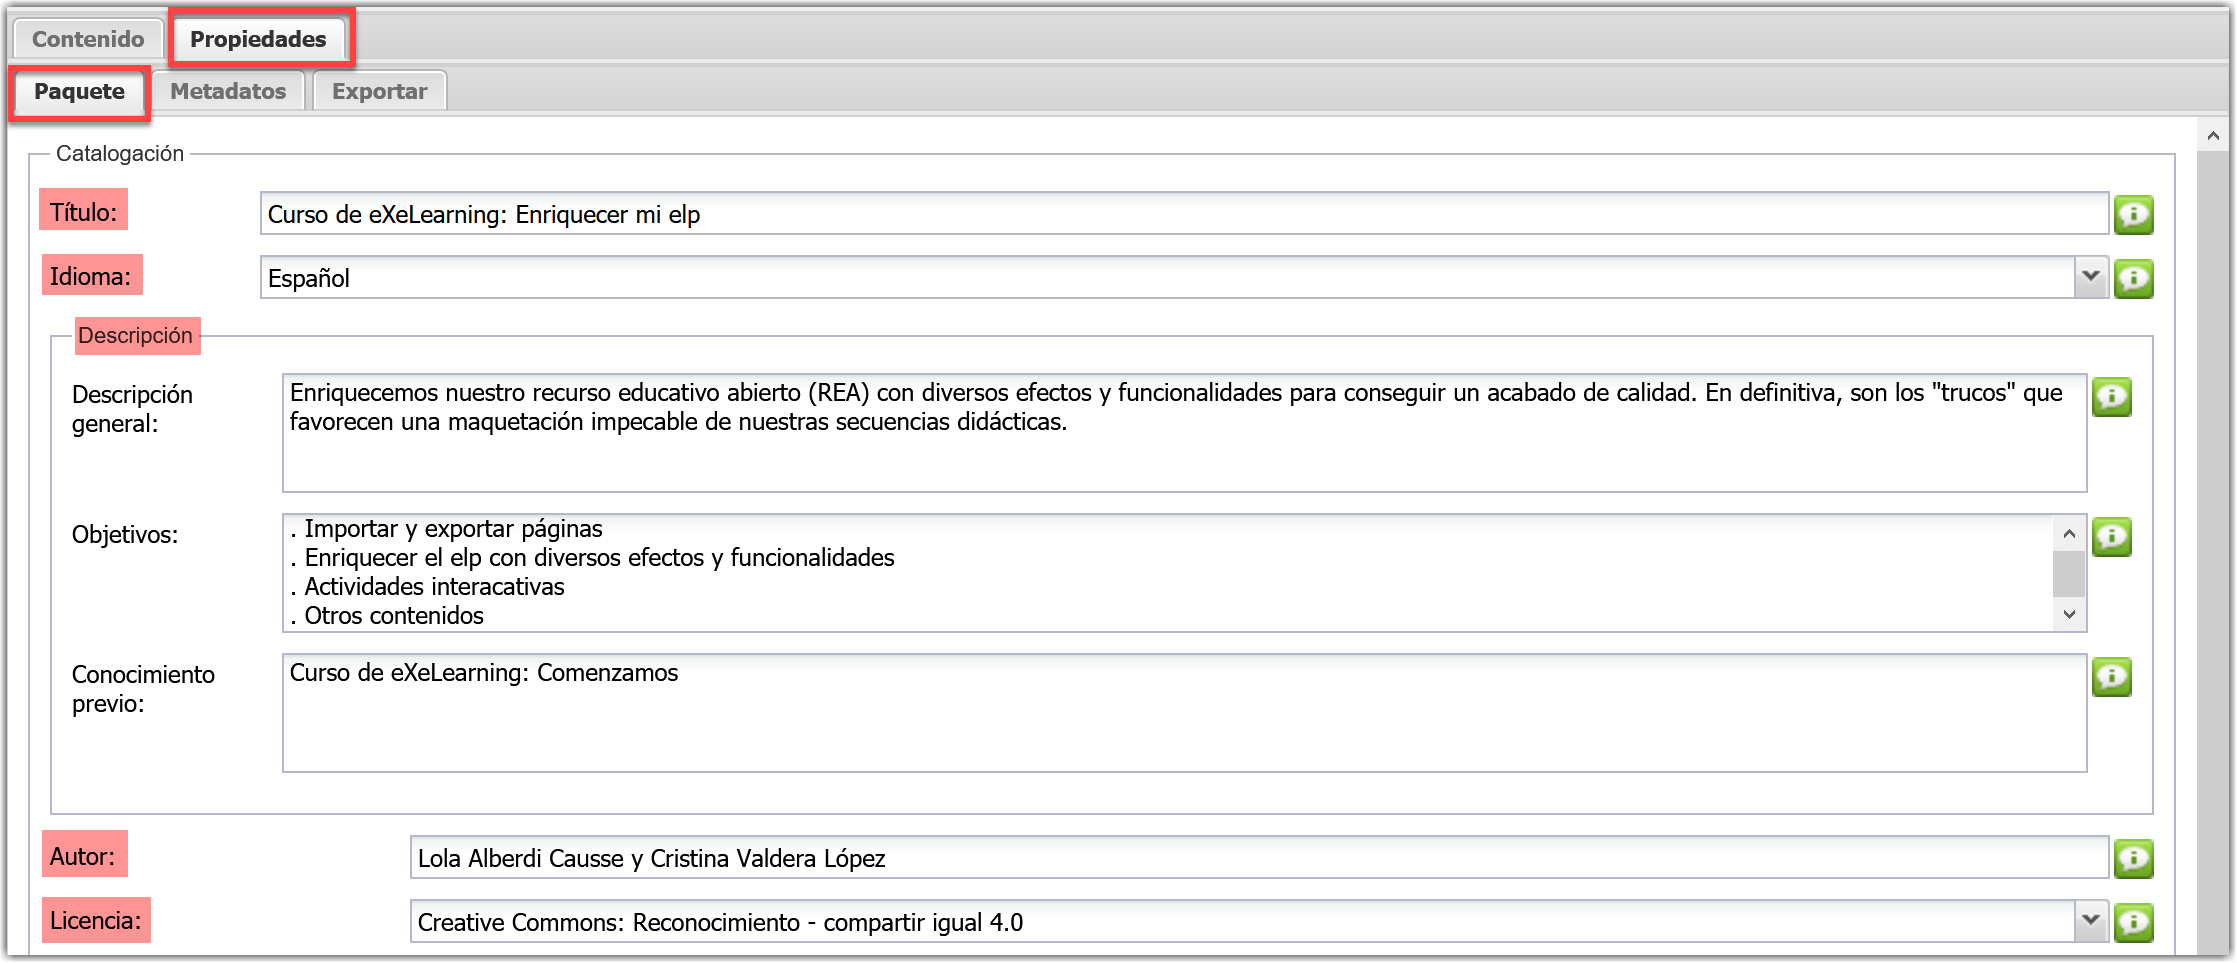 Contenido Propiedades
Paquete Metadatos Exportar
Catalogación
Título: Curso de eXeLearning: Enriquecer mi elp
Idioma: Español
Descripción
Descripción general: Enriquecemos nuestro recurso educativo abierto (REA) con diversos efectos y funcionalidades para conseguir un acabado de calidad. En definitiva, son los "trucos" que
favorecen una maquetación impecable de nuestras secuencias didácticas.
Objetivos: . Importar y exportar páginas
. Enriquecer el elp con diversos efectos y funcionalidades
. Actividades interacativas
. Otros contenidos
Conocimiento previo: Curso de eXeLearning: Comenzamos
Autor: Lola Alberdi Causse y Cristina Valdera López
Licencia: Creative Commons: Reconocimiento - compartir igual 4.0